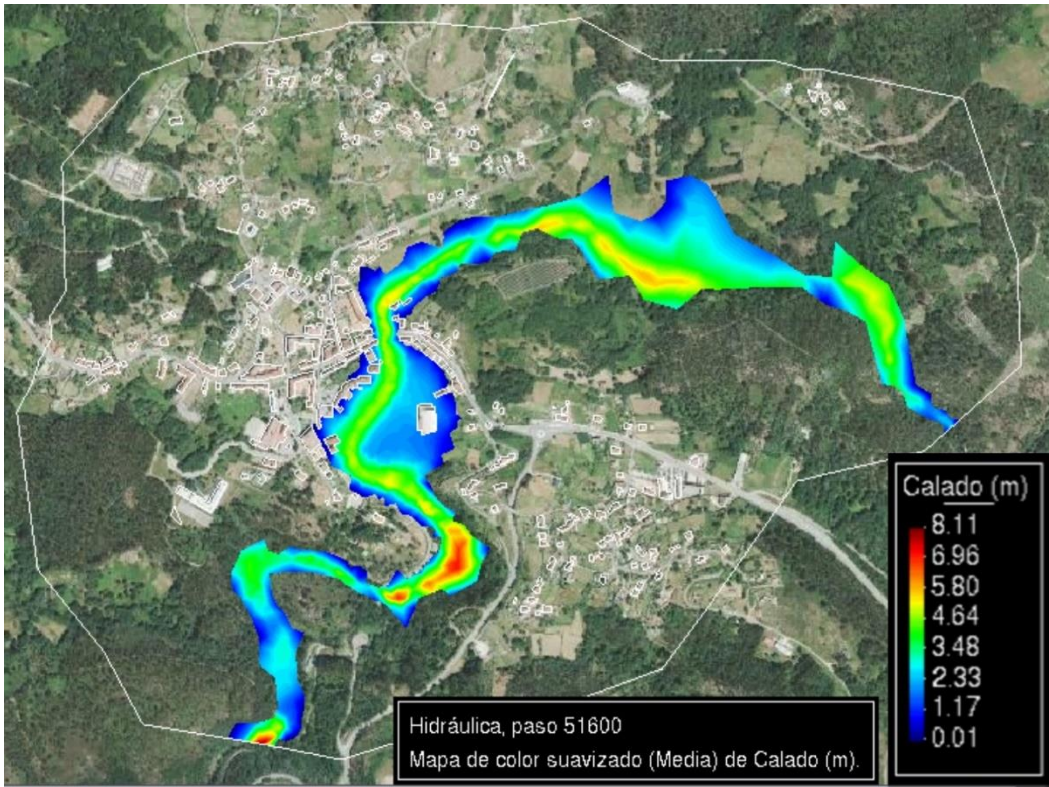 Calado (m)
8.11
6.96
5.80
4.64
3.48
2.33
1.17
0.01
Hidráulica, paso 51600
Mapa de color suavizado (Media) de Calado (m).